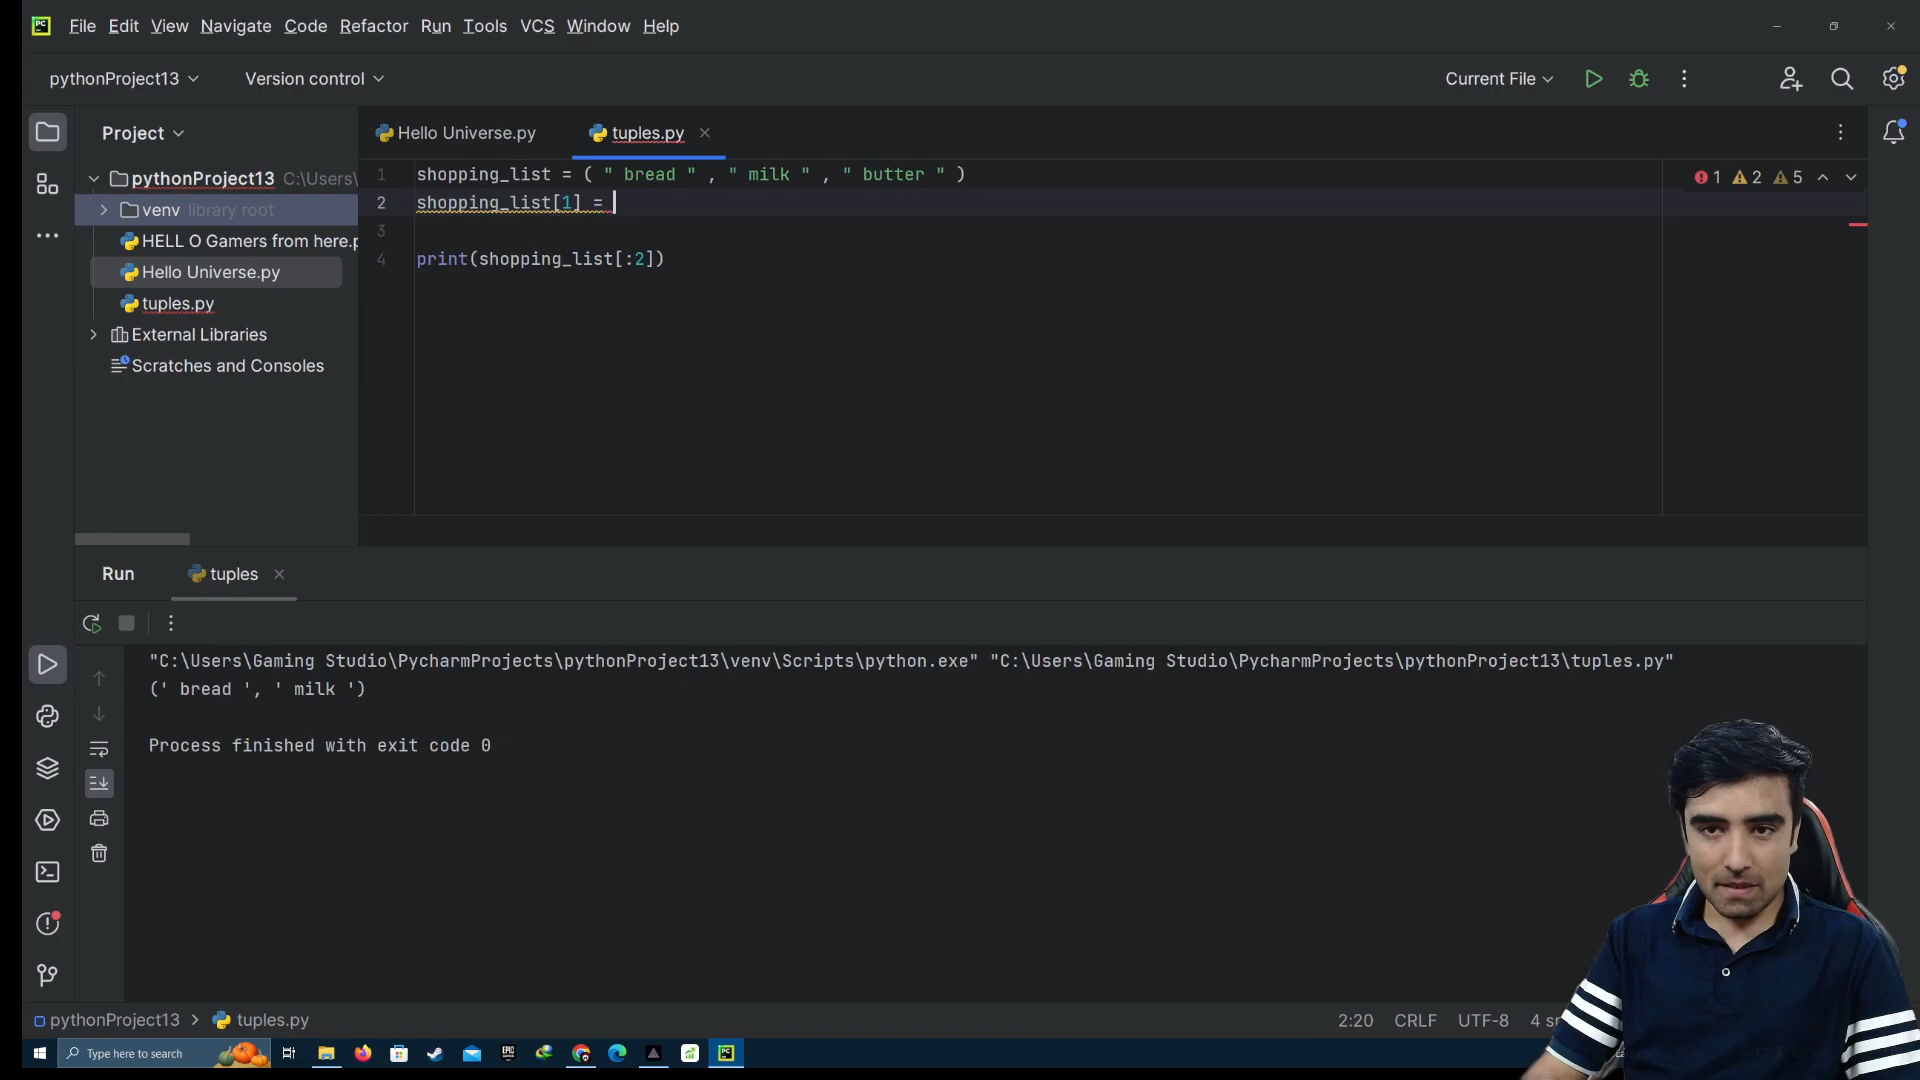 File Edit View Navigate Code Refactor Run Tools VCS Window Help
pythonProject13 Version control Current File
Project Hello Universe.py tuples.py
pythonProject13 C:\Users\
venv library root
HELL O Gamers from here.p
Hello Universe.py
tuples.py
External Libraries
Scratches and Consoles
1 shopping_list = ( " bread " , " milk " , " butter " ) 1 2 5
2 shopping_list[1] =
3
4 print(shopping_list[:2])
Run tuples
"C:\Users\Gaming Studio\PycharmProjects\pythonProject13\venv\Scripts\python.exe" "C:\Users\Gaming Studio\PycharmProjects\pythonProject13\tuples.py"
(' bread ', ' milk ')
Process finished with exit code 0
pythonProject13 > tuples.py 2:20 CRLF UTF-8 4
Type here to search